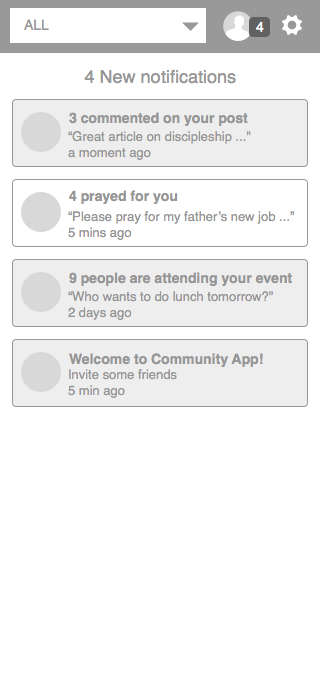 ALL
4
4 New notifications
3 commented on your post
“Great article on discipleship ...”
a moment ago
4 prayed for you
“Please pray for my father’s new job ...”
5 mins ago
9 people are attending your event
“Who wants to do lunch tomorrow?”
2 days ago
Welcome to Community App!
Invite some friends
5 min ago